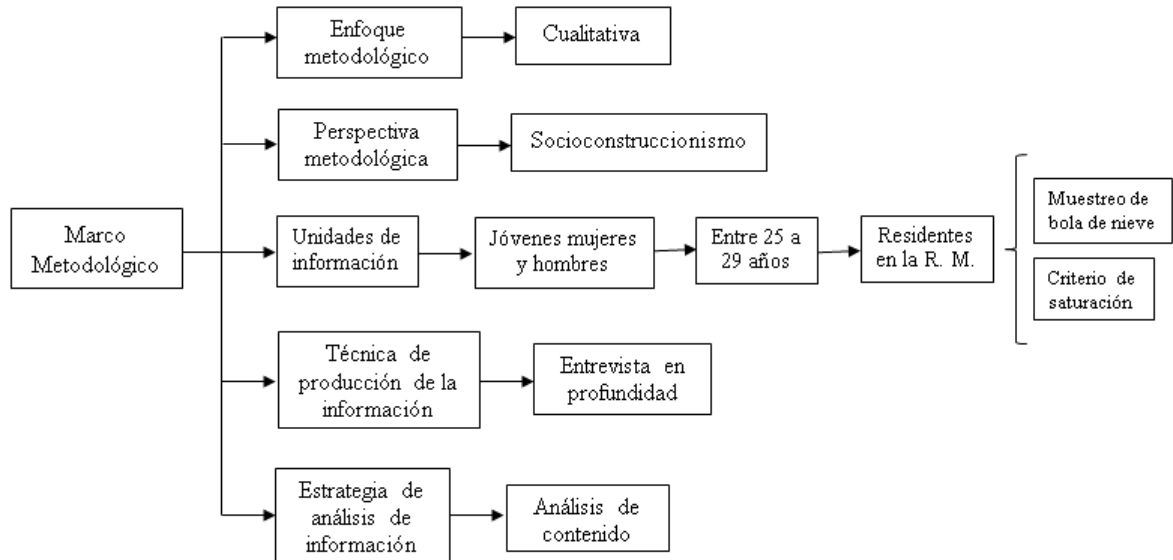 Marco
Metodológico
Enfoque
metodológico
Cualitativa
Perspectiva
metodológica
Socioconstruccionismo
Unidades de
información
Jóvenes mujeres
y hombres
Entre 25 a
29 años
Residentes
en la R. M.
Muestreo de
bola de nieve
Criterio de
saturación
Técnica de
producción de la
información
Entrevista en
profundidad
Estrategia de
análisis de
información
Análisis de
contenido